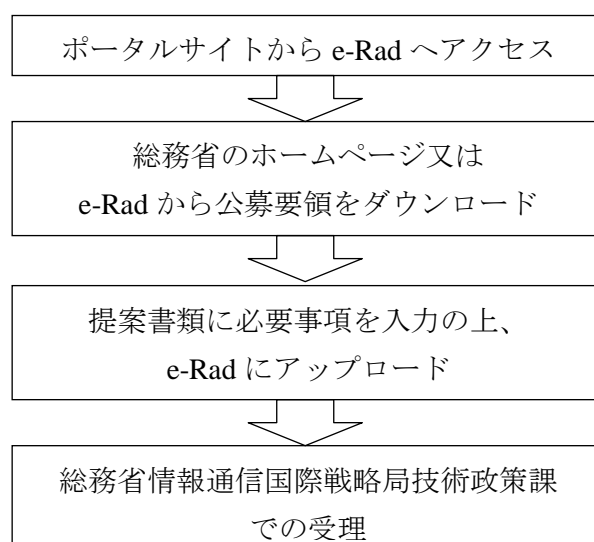 ポータルサイトから e-Rad へアクセス
総務省のホームページ又は
e-Rad から公募要領をダウンロード
提案書類に必要事項を入力の上、
e-Rad にアップロード
総務省情報通信国際戦略局技術政策課
での受理